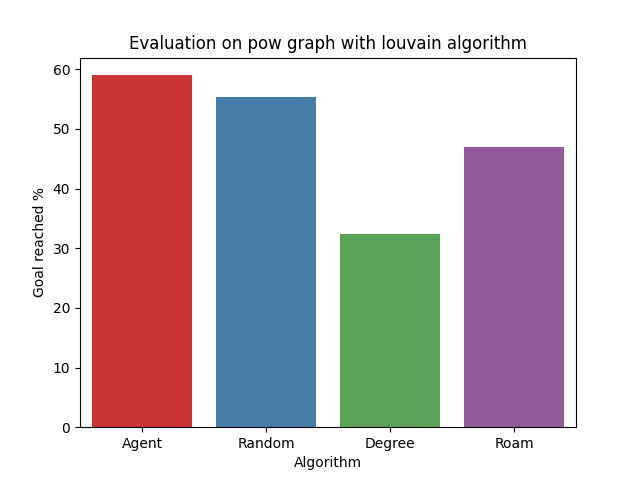 Evaluation on pow graph with louvain algorithm
Goal reached %
60
50
40
30
20
10
0
Agent Random Degree Roam
Algorithm